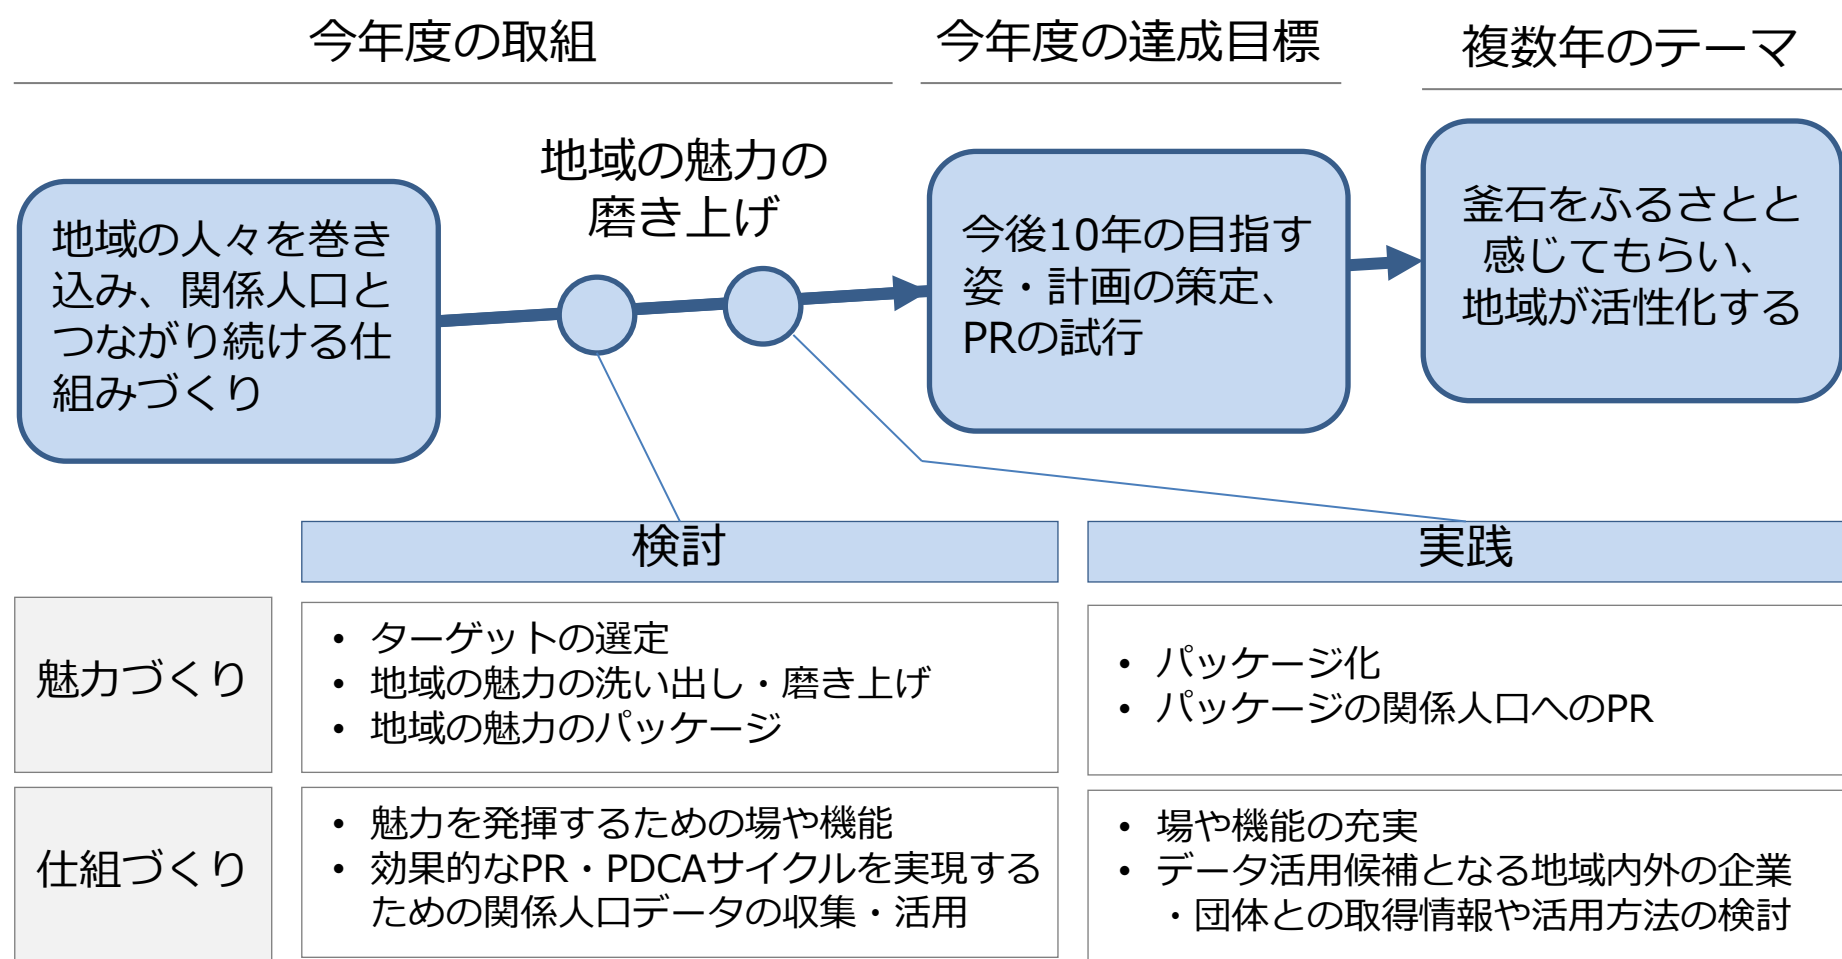 今年度の取組
今年度の達成目標
複数年のテーマ
地域の人々を巻き
込み、関係人口と
つながり続ける仕
組みづくり
地域の魅力の
磨き上げ
今後10年の目指す
姿・計画の策定、
PRの試行
釜石をふるさとと
感じてもらい、
地域が活性化する
検討
実践
魅力づくり
• ターゲットの選定
• 地域の魅力の洗い出し・磨き上げ
• 地域の魅力のパッケージ
• パッケージ化
• パッケージの関係人口へのPR
仕組づくり
• 魅力を発揮するための場や機能
• 効果的なPR・PDCAサイクルを実現する
ための関係人口データの収集・活用
• 場や機能の充実
• データ活用候補となる地域内外の企業
・団体との取得情報や活用方法の検討